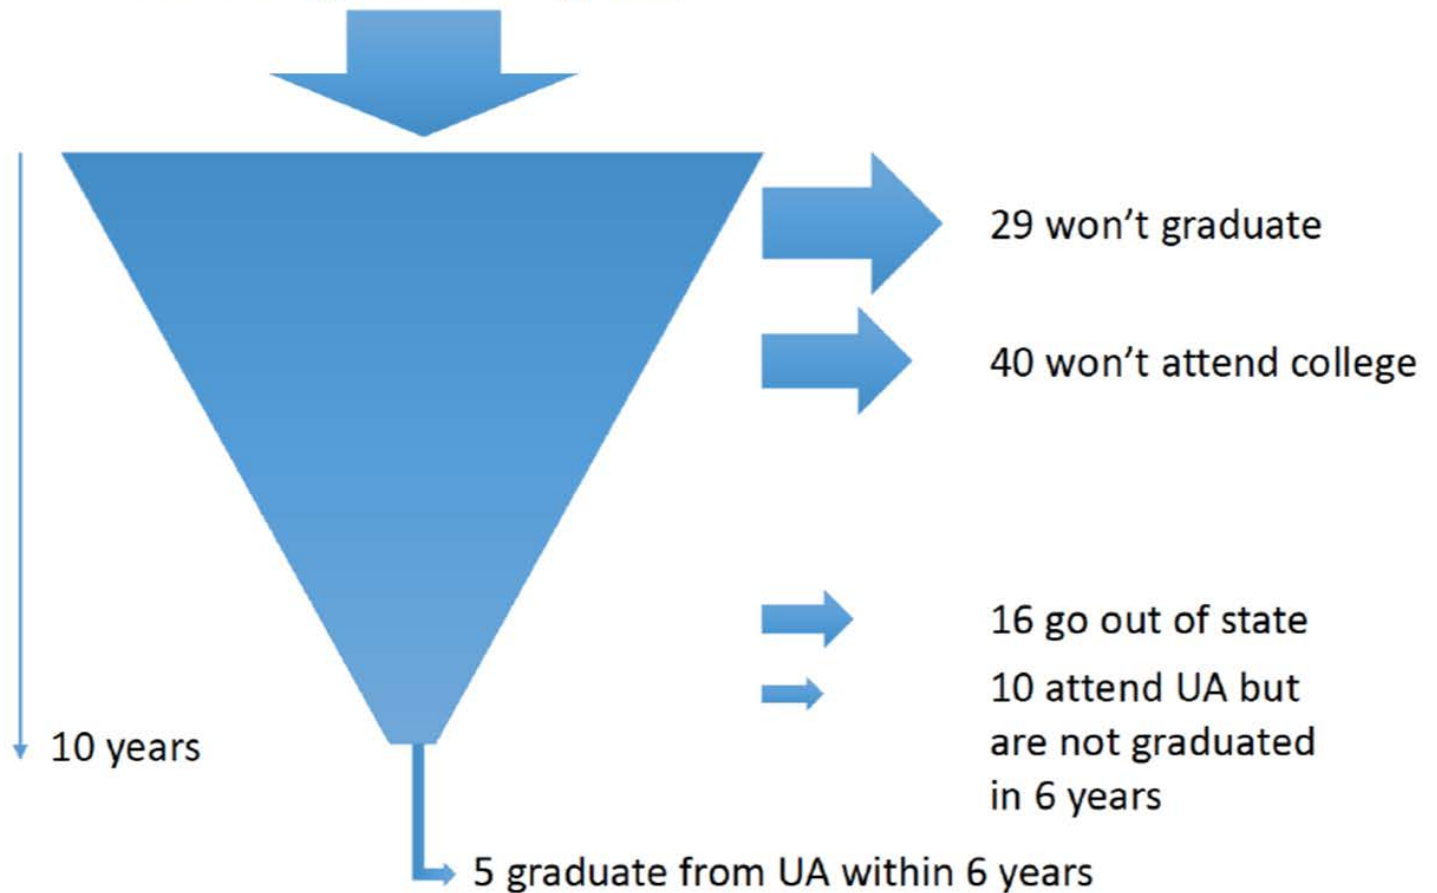 29 won't graduate
40 won't attend college
16 go out of state
10 attend UA but
are not graduated
in 6 years
10 years
5 graduate from UA within 6 years